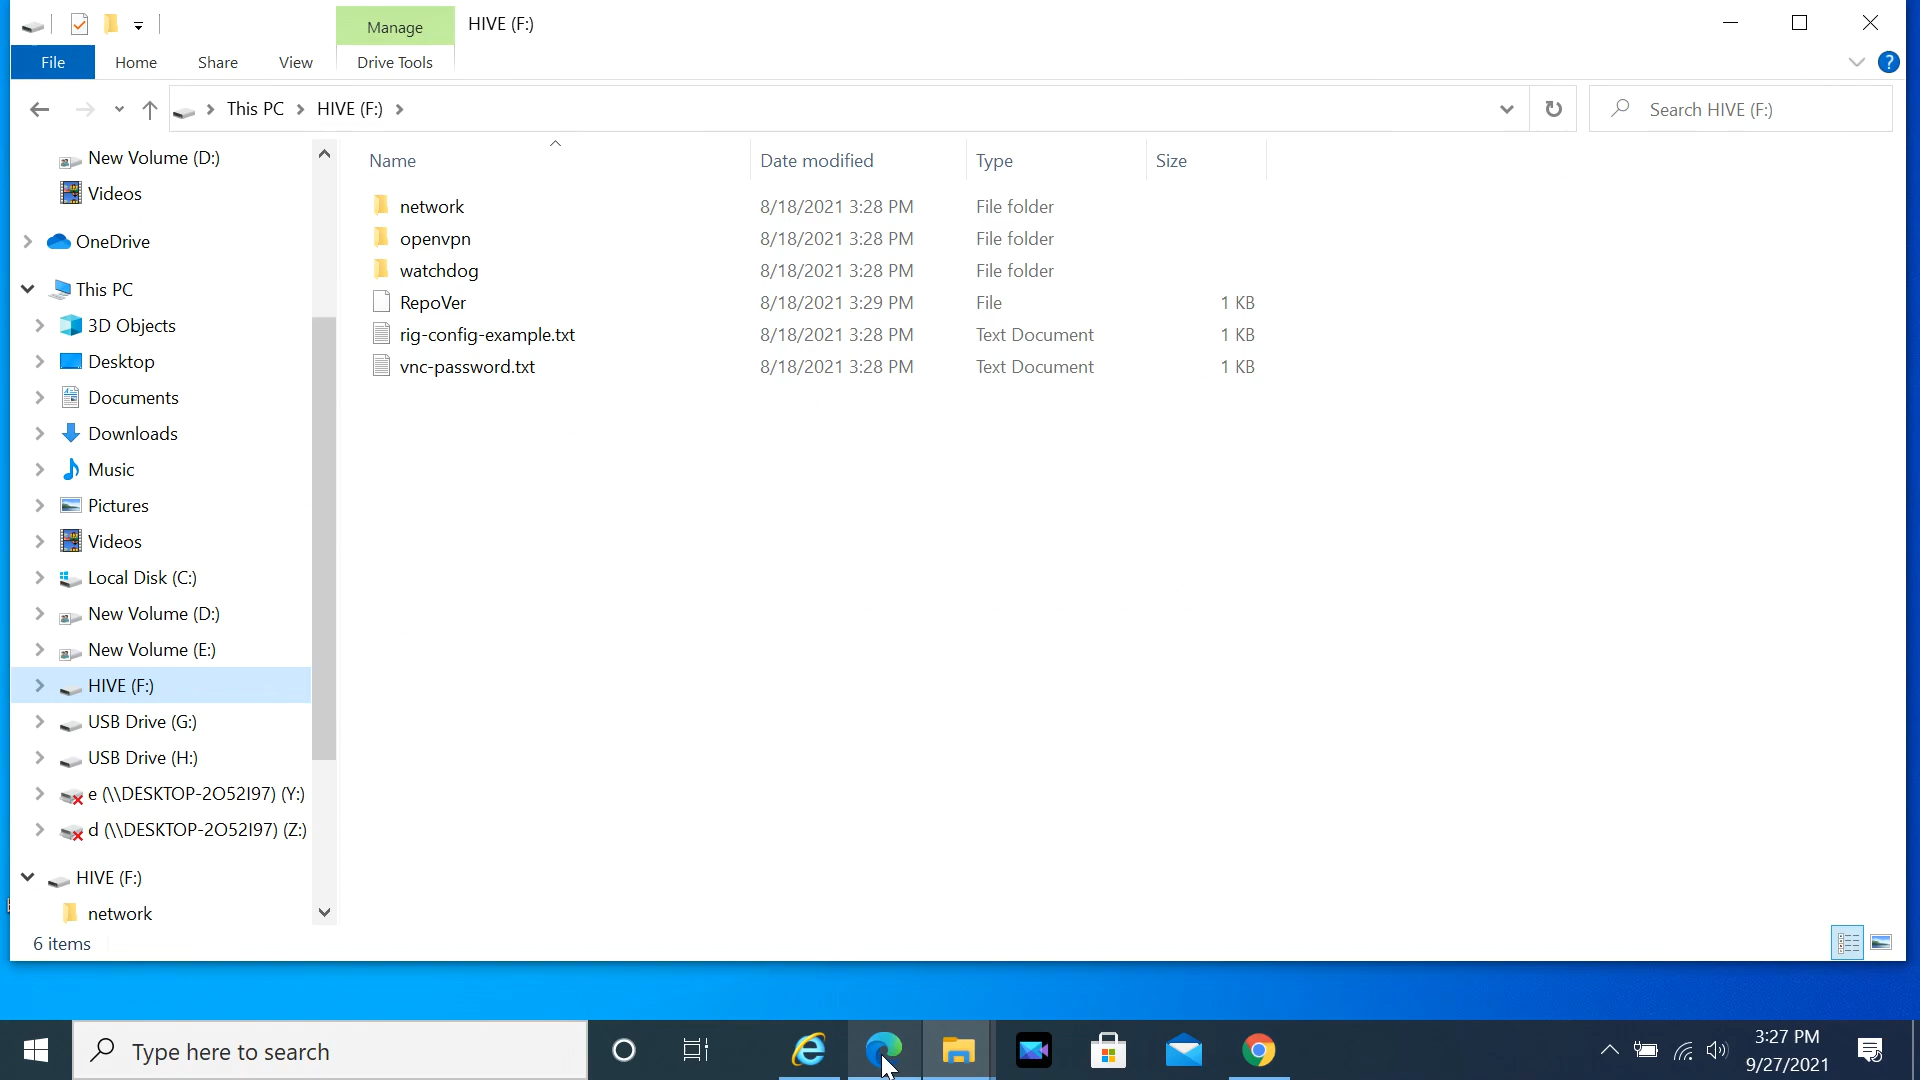 Manage
HIVE (F:)
File
Home
Share
View
Drive Tools
?
This PC
HIVE (F:)
Search HIVE (F:)
New Volume (D:)
Videos
OneDrive
This PC
3D Objects
Desktop
Documents
Downloads
Music
Pictures
Videos
Local Disk (C:)
New Volume (D:)
New Volume (E:)
HIVE (F:)
USB Drive (G:)
USB Drive (H:)
e (\\DESKTOP-2O52I97) (Y:)
d (\\DESKTOP-2O52I97) (Z:)
HIVE (F:)
network
Name Date modified Type Size
network 8/18/2021 3:28 PM File folder
openvpn 8/18/2021 3:28 PM File folder
watchdog 8/18/2021 3:28 PM File folder
RepoVer 8/18/2021 3:29 PM File 1 KB
rig-config-example.txt 8/18/2021 3:28 PM Text Document 1 KB
vnc-password.txt 8/18/2021 3:28 PM Text Document 1 KB
6 items
Type here to search
3:27 PM
9/27/2021